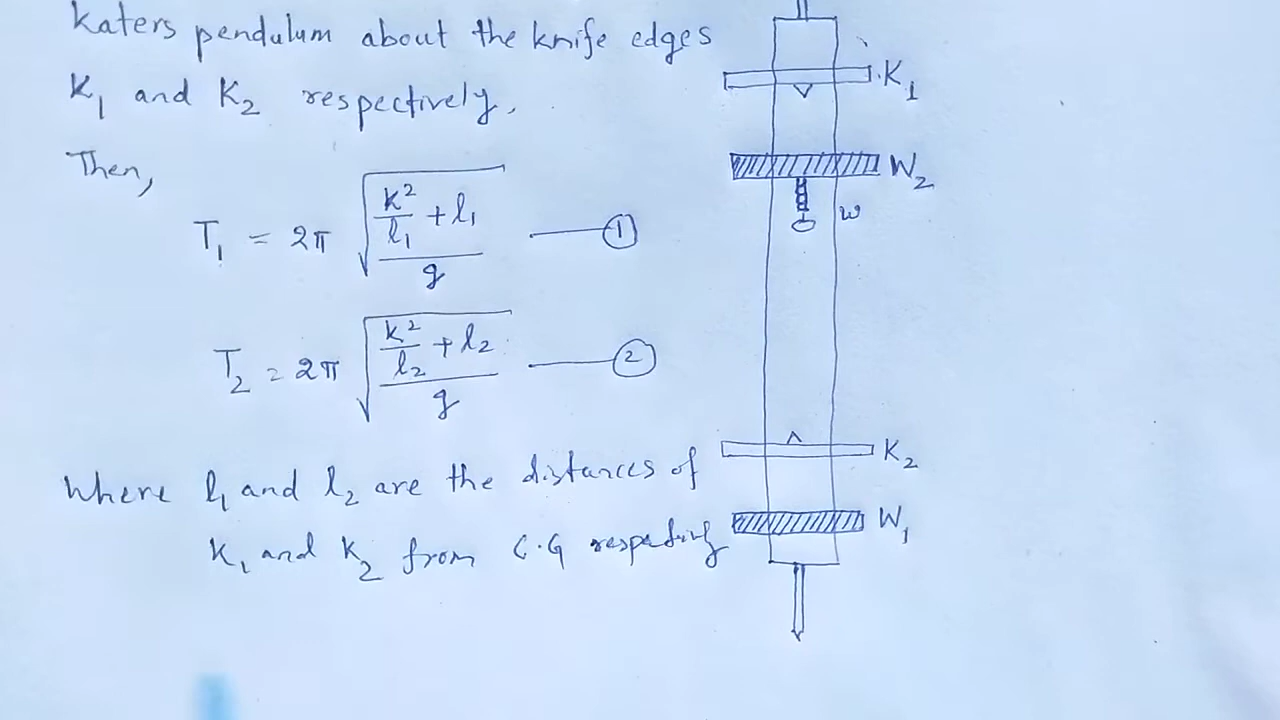 Katers pendulum about the knife edges
K₁ and K₂ respectively.
Then,
T₁ = 2π √((k²/l₁ + l₁)/g) —— ①
T₂ = 2π √((k²/l₂ + l₂)/g) —— ②
Where l₁ and l₂ are the distances of
K₁ and K₂ from C.G
K₁
W₂
w
K₂
W₁